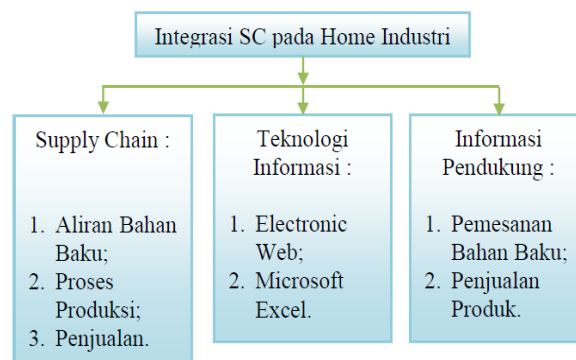 Integrasi SC pada Home Industri
Supply Chain :
1. Aliran Bahan
Baku;
2. Proses
Produksi;
3. Penjualan.
Teknologi
Informasi :
1. Electronic
Web;
2. Microsoft
Excel.
Informasi
Pendukung :
1. Pemesanan
Bahan Baku;
2. Penjualan
Produk.